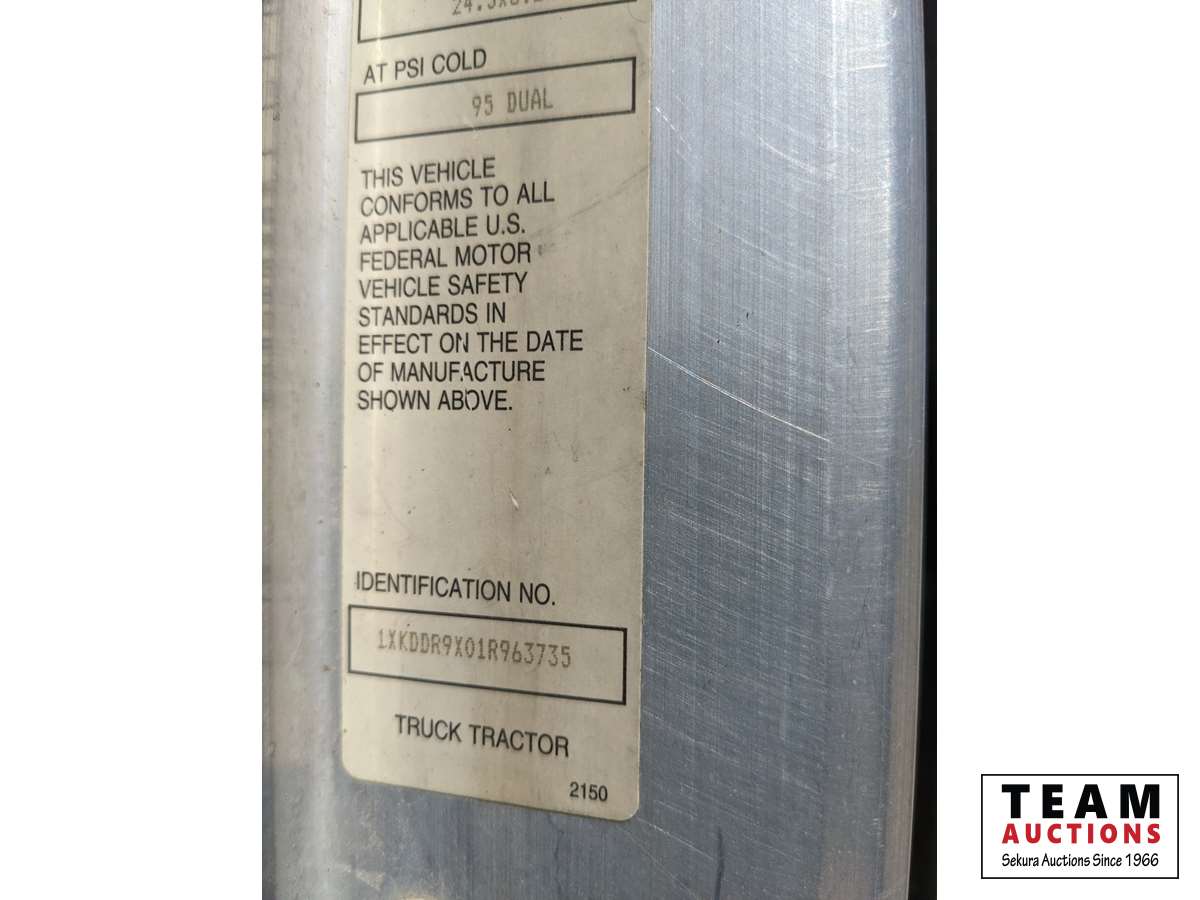 AT PSI COLD
95 DUAL
THIS VEHICLE
CONFORMS TO ALL
APPLICABLE U.S.
FEDERAL MOTOR
VEHICLE SAFETY
STANDARDS IN
EFFECT ON THE DATE
OF MANUFACTURE
SHOWN ABOVE.
IDENTIFICATION NO.
1XKDDR9X01R963735
TRUCK TRACTOR
2150
TEAM
AUCTIONS
Sekura Auctions Since 1966